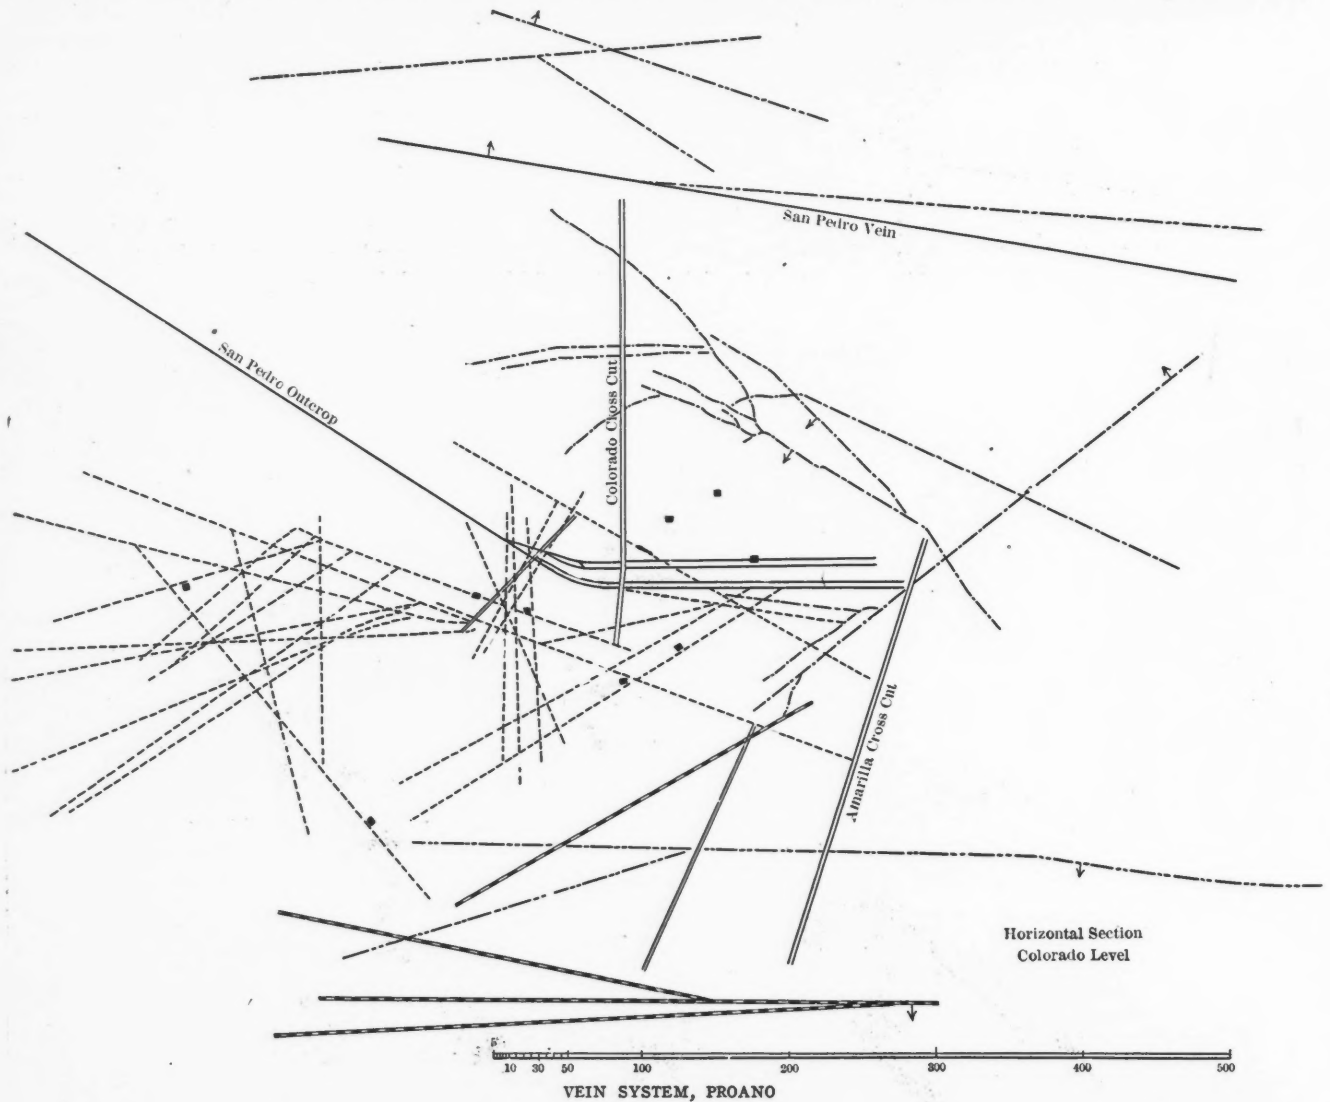 San Pedro Vein
San Pedro Outcrop
Colorado Cross Cut
Amarilla Cross Cut
Horizontal Section
Colorado Level
10 30 50 100 200 300 400 500
VEIN SYSTEM, PROANO